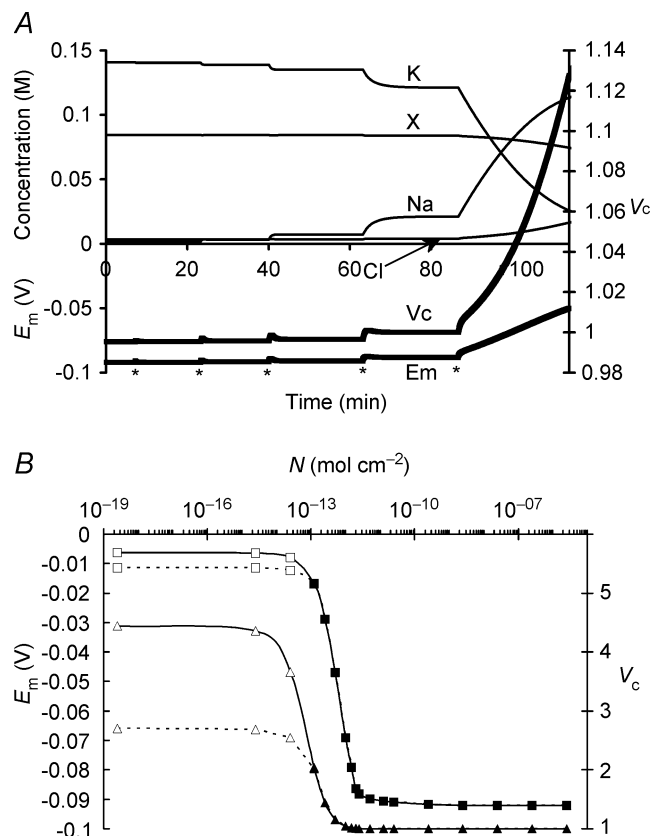 A
0.15
0.1
0.05
0
-0.05
-0.1
Concentration (M)
E_m (V)
K
X
Na
Cl
Vc
Em
0 20 40 60 80 100
* * * * *
Time (min)
1.14
1.12
1.1
1.08
1.06
1.04
1.02
1
0.98
Vc
B
N (mol cm⁻²)
10⁻¹⁹ 10⁻¹⁶ 10⁻¹³ 10⁻¹⁰ 10⁻⁰⁷
0
-0.01
-0.02
-0.03
-0.04
-0.05
-0.06
-0.07
-0.08
-0.09
-0.1
E_m (V)
5
4
3
2
1
V_c